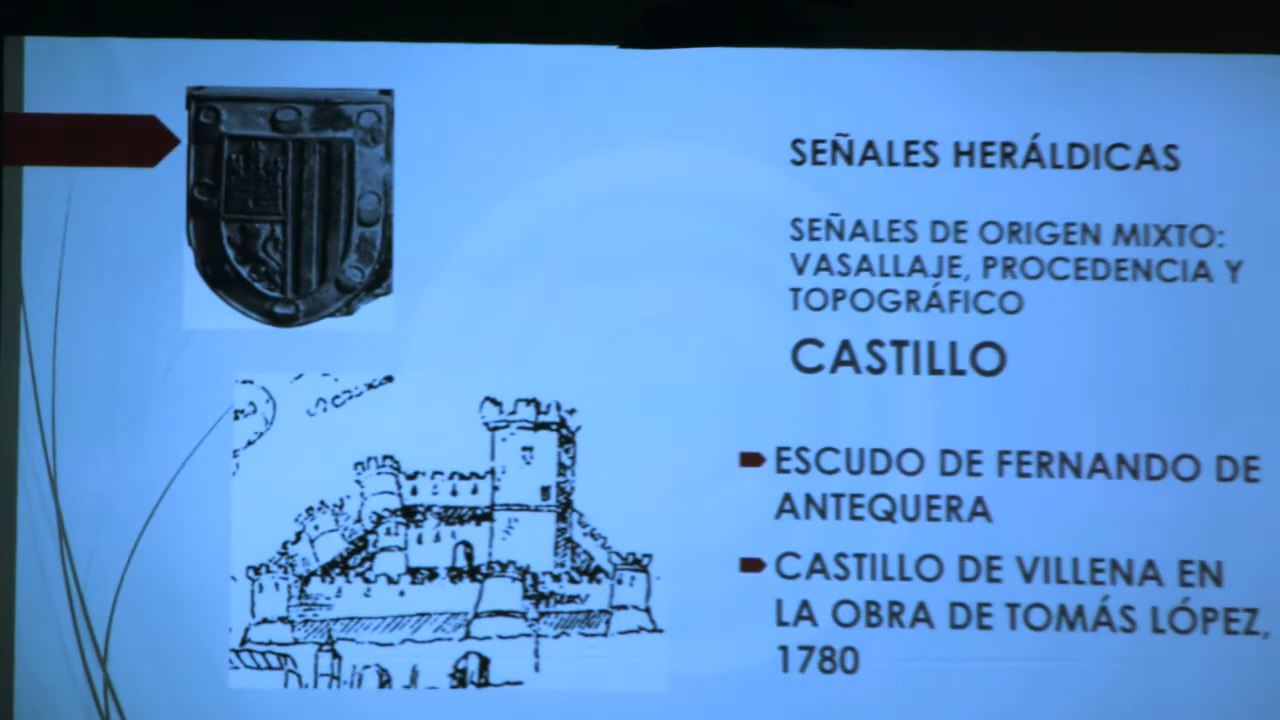 SEÑALES HERÁLDICAS
SEÑALES DE ORIGEN MIXTO:
VASALLAJE, PROCEDENCIA Y
TOPOGRÁFICO
CASTILLO
ESCUDO DE FERNANDO DE
ANTEQUERA
CASTILLO DE VILLENA EN
LA OBRA DE TOMÁS LÓPEZ,
1780